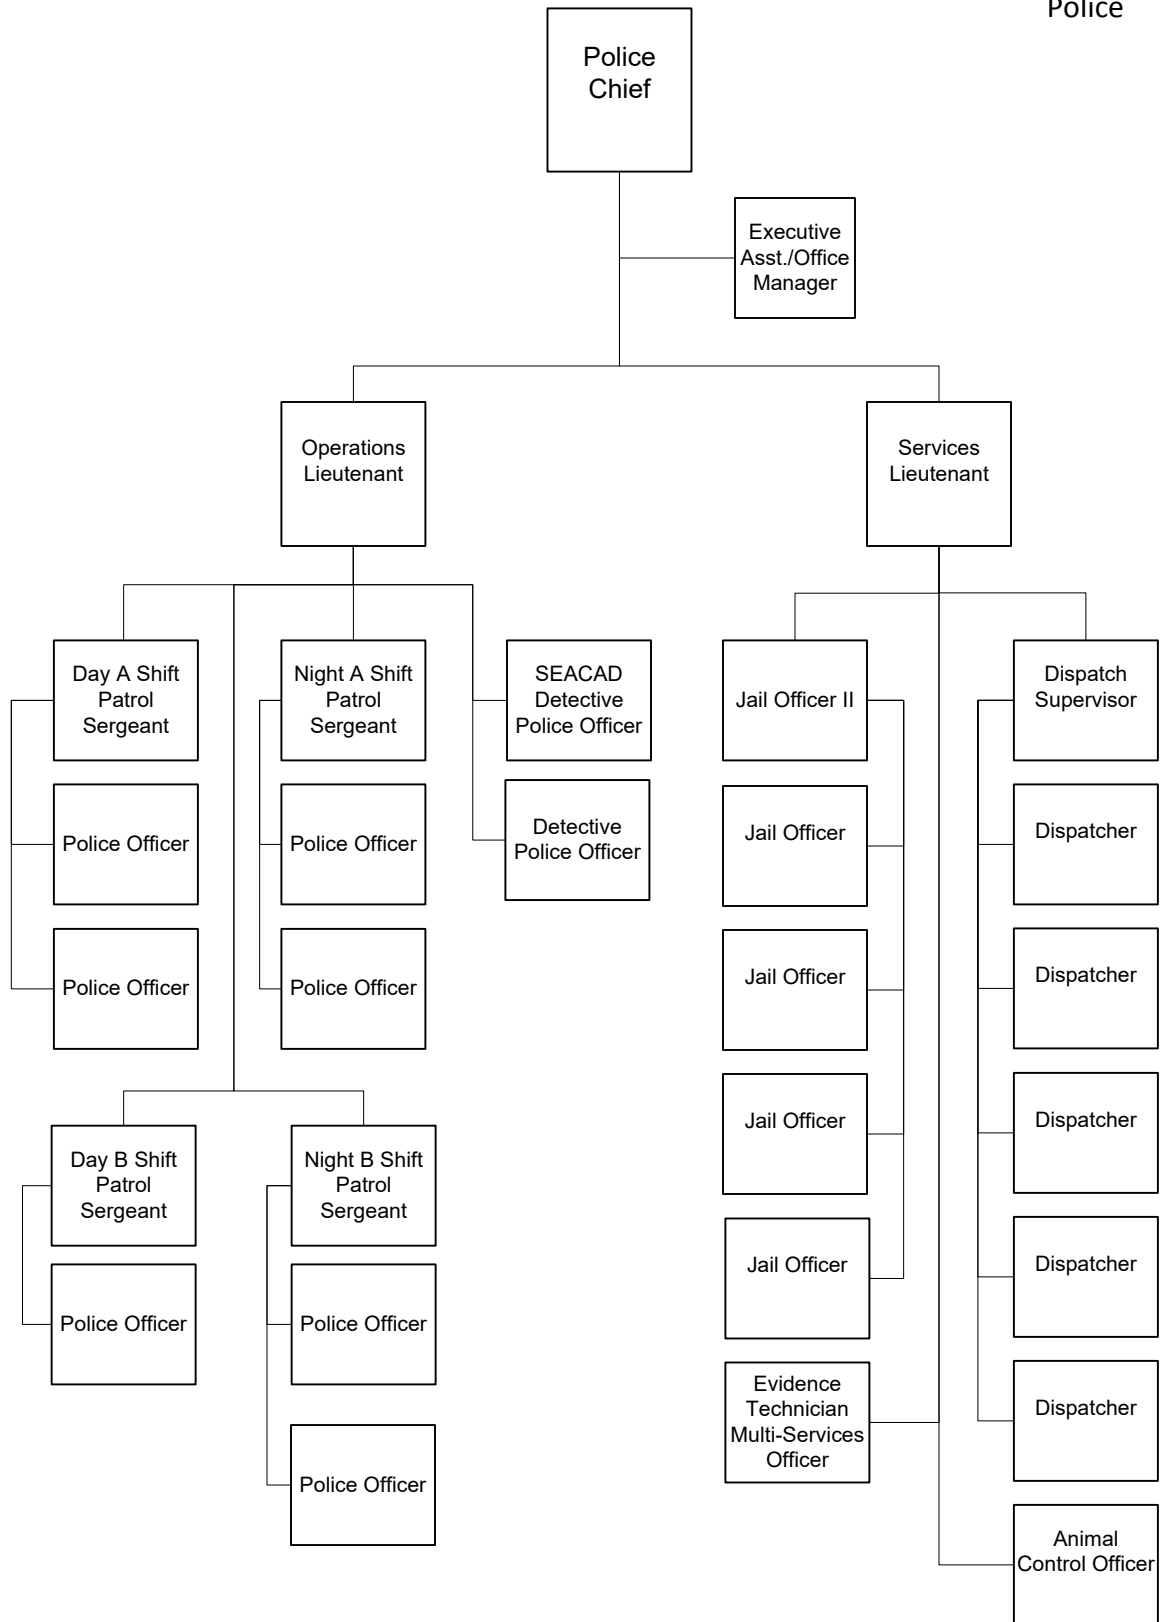 Police
Police
Chief
Executive
Asst./Office
Manager
Operations
Lieutenant
Services
Lieutenant
Day A Shift
Patrol
Sergeant
Night A Shift
Patrol
Sergeant
SEACAD
Detective
Police Officer
Jail Officer II
Dispatch
Supervisor
Police Officer
Police Officer
Detective
Police Officer
Jail Officer
Dispatcher
Police Officer
Police Officer
Jail Officer
Dispatcher
Jail Officer
Dispatcher
Day B Shift
Patrol
Sergeant
Night B Shift
Patrol
Sergeant
Jail Officer
Dispatcher
Police Officer
Police Officer
Evidence
Technician
Multi-Services
Officer
Dispatcher
Police Officer
Animal
Control Officer